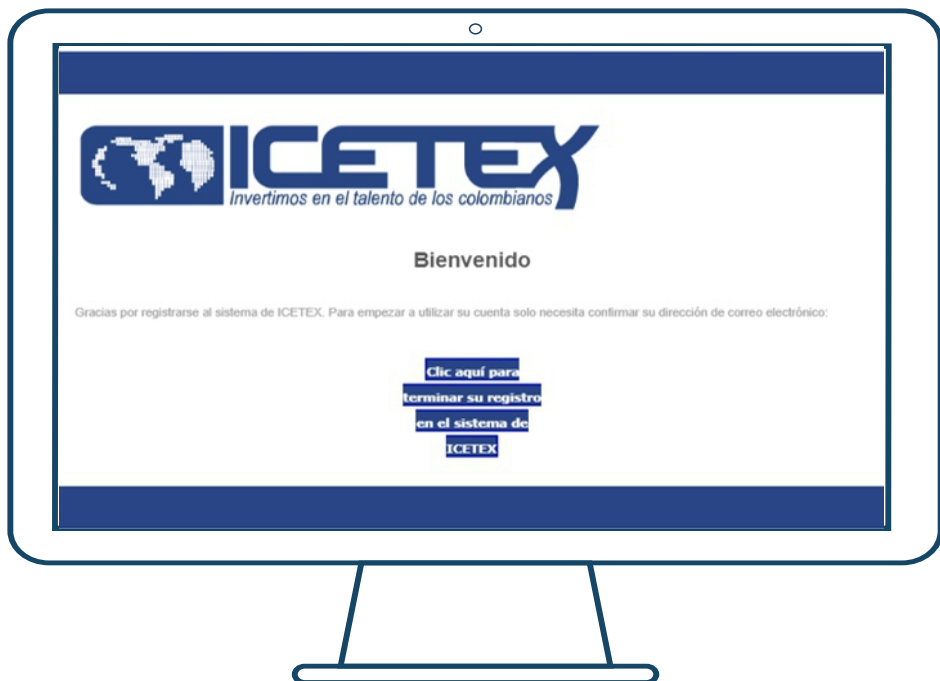 ICETEX
Invertimos en el talento de los colombianos
Bienvenido
Gracias por registrarse al sistema de ICETEX. Para empezar a utilizar su cuenta solo necesita confirmar su dirección de correo electrónico:
Clic aquí para
terminar su registro
en el sistema de
ICETEX